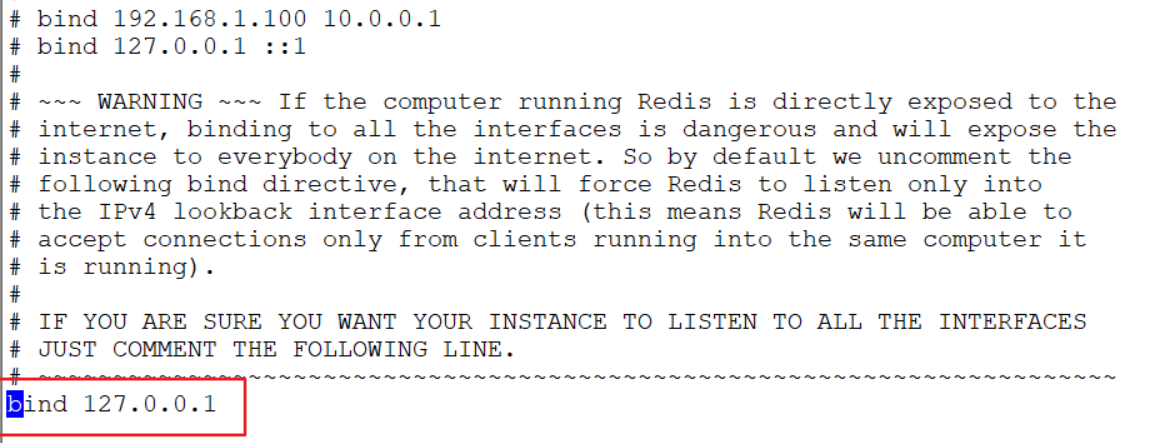 # bind 192.168.1.100 10.0.0.1
# bind 127.0.0.1 ::1
#
# ~~~ WARNING ~~~ If the computer running Redis is directly exposed to the
# internet, binding to all the interfaces is dangerous and will expose the
# instance to everybody on the internet. So by default we uncomment the
# following bind directive, that will force Redis to listen only into
# the IPv4 lookback interface address (this means Redis will be able to
# accept connections only from clients running into the same computer it
# is running).
#
# IF YOU ARE SURE YOU WANT YOUR INSTANCE TO LISTEN TO ALL THE INTERFACES
# JUST COMMENT THE FOLLOWING LINE.
# ~~~~~~~~~~~~~~~~~~~~~~~~~~~~~~~~~~~~~~~~~~~~~~~~~~~~~~~~~~~~~~~~~~~~~~~~
bind 127.0.0.1